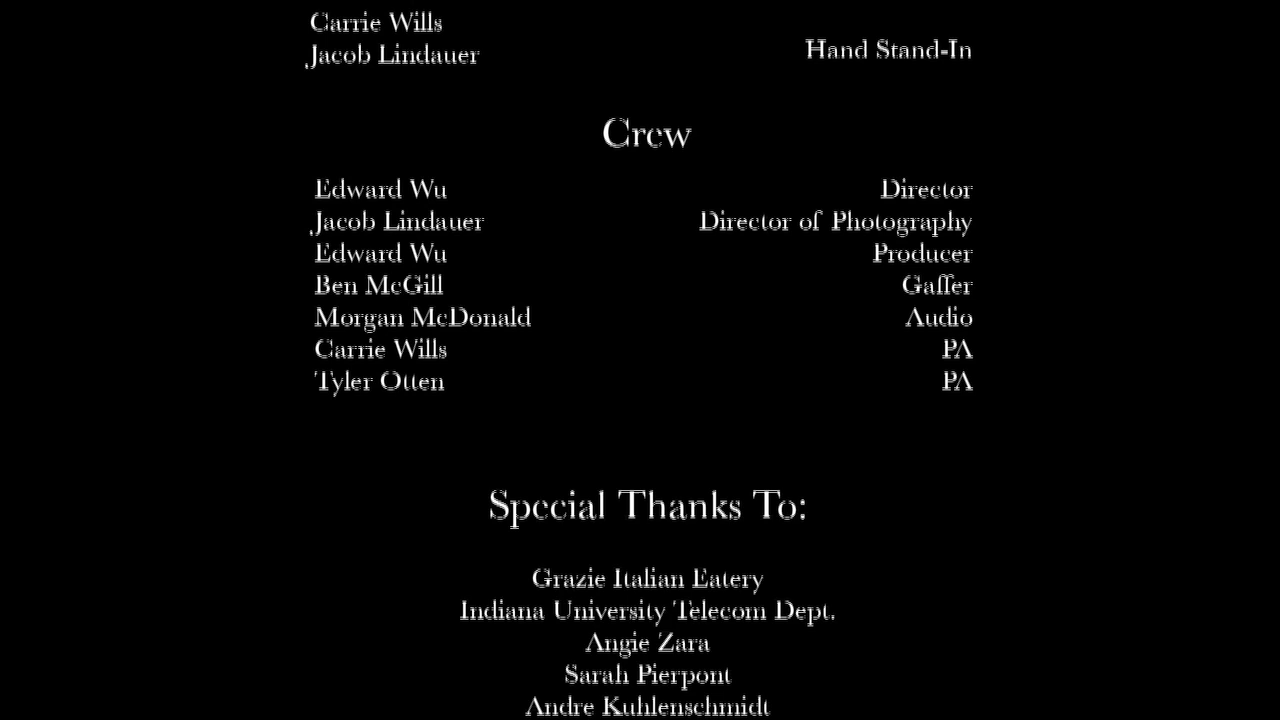 Carrie Wills
Jacob Lindauer Hand Stand-In
Crew
Edward Wu Director
Jacob Lindauer Director of Photography
Edward Wu Producer
Ben McGill Gaffer
Morgan McDonald Audio
Carrie Wills PA
Tyler Otten PA
Special Thanks To:
Grazie Italian Eatery
Indiana University Telecom Dept.
Angie Zara
Sarah Pierpont
Andre Kuhlenschmidt